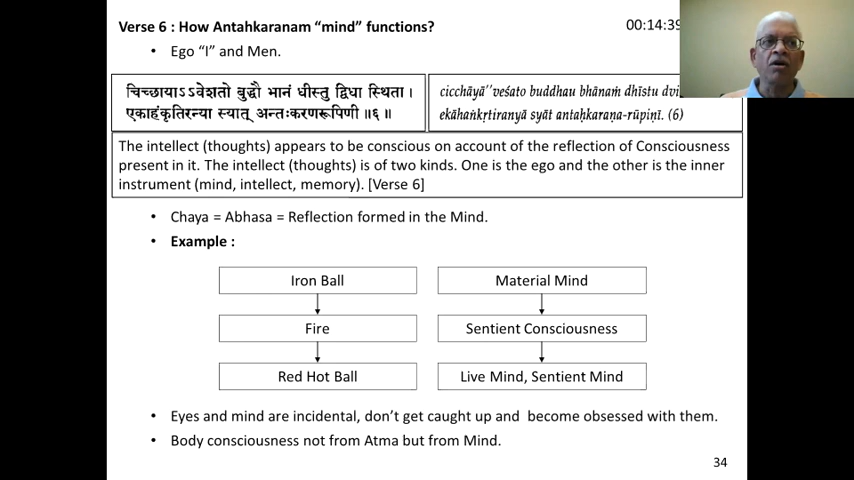 Verse 6 : How Antahkaranam “mind” functions?
00:14:39
• Ego “I” and Men.
चिच्छायाऽऽवेशतो बुद्धौ भानं धीस्तु द्विधा स्थिता।
एकाहंकृतिरन्या स्यात् अन्तःकरणरूपिणी ॥६॥
cicchāyā’’veśato buddhau bhānaṁ dhīstu
ekāhaṅkṛtiranyā syāt antaḥkaraṇa-rūpiṇī. (6)
The intellect (thoughts) appears to be conscious on account of the reflection of Consciousness
present in it. The intellect (thoughts) is of two kinds. One is the ego and the other is the inner
instrument (mind, intellect, memory). [Verse 6]
• Chaya = Abhasa = Reflection formed in the Mind.
• Example :
Iron Ball
Material Mind
Fire
Sentient Consciousness
Red Hot Ball
Live Mind, Sentient Mind
• Eyes and mind are incidental, don’t get caught up and become obsessed with them.
• Body consciousness not from Atma but from Mind.
34